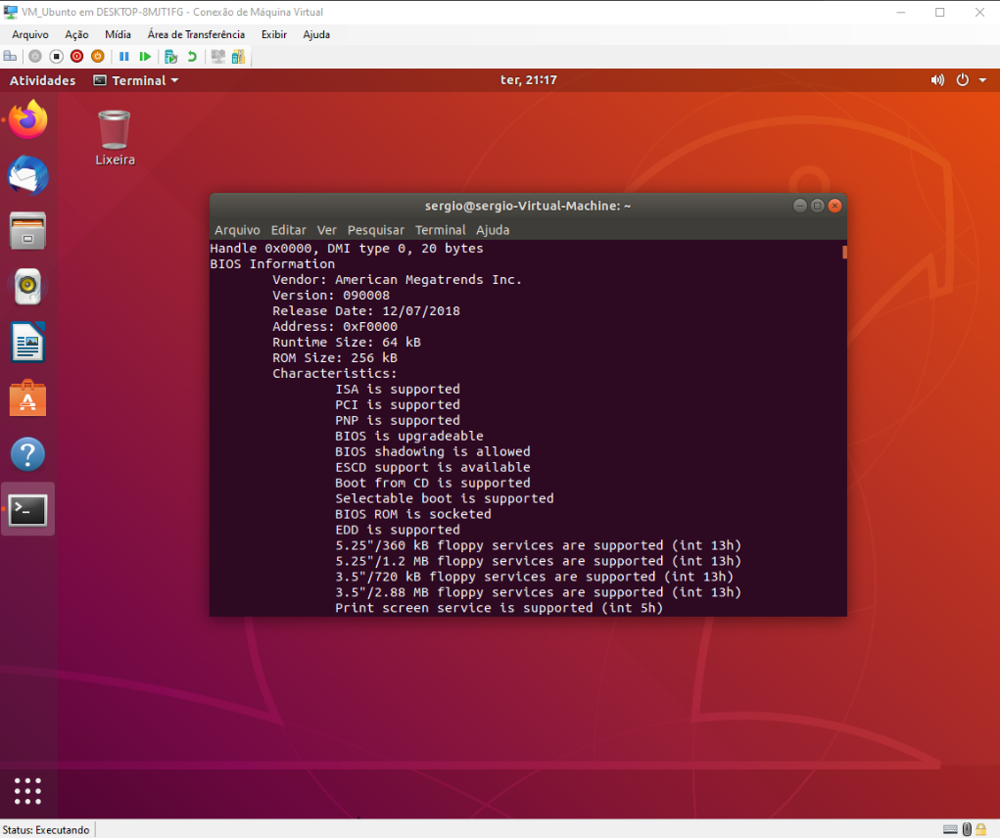 VM_Ubunto em DESKTOP-8MJT1FG - Conexão de Máquina Virtual
Arquivo Ação Mídia Área de Transferência Exibir Ajuda
Atividades Terminal ter, 21:17
Lixeira
sergio@sergio-Virtual-Machine: ~
Arquivo Editar Ver Pesquisar Terminal Ajuda
Handle 0x0000, DMI type 0, 20 bytes
BIOS Information
Vendor: American Megatrends Inc.
Version: 090008
Release Date: 12/07/2018
Address: 0xF0000
Runtime Size: 64 kB
ROM Size: 256 kB
Characteristics:
ISA is supported
PCI is supported
PNP is supported
BIOS is upgradeable
BIOS shadowing is allowed
ESCD support is available
Boot from CD is supported
Selectable boot is supported
BIOS ROM is socketed
EDD is supported
5.25"/360 kB floppy services are supported (int 13h)
5.25"/1.2 MB floppy services are supported (int 13h)
3.5"/720 kB floppy services are supported (int 13h)
3.5"/2.88 MB floppy services are supported (int 13h)
Print screen service is supported (int 5h)
Status: Executando